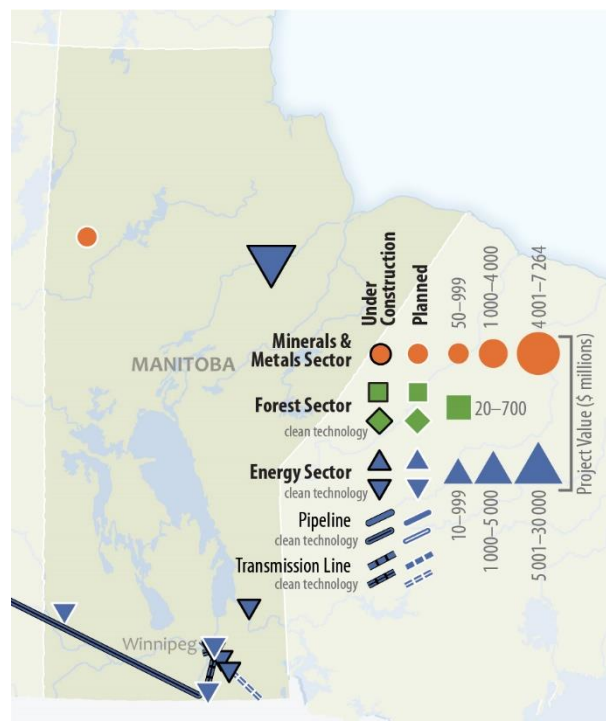 Under
Construction
Planned
50–999
1 000–4 000
4 001–7 264
Minerals &
Metals Sector
MANITOBA
Forest Sector
clean technology
20–700
Energy Sector
clean technology
Pipeline
clean technology
Transmission Line
clean technology
10–999
1 000–5 000
5 001–30 000
Project Value ($ millions)
Winnipeg